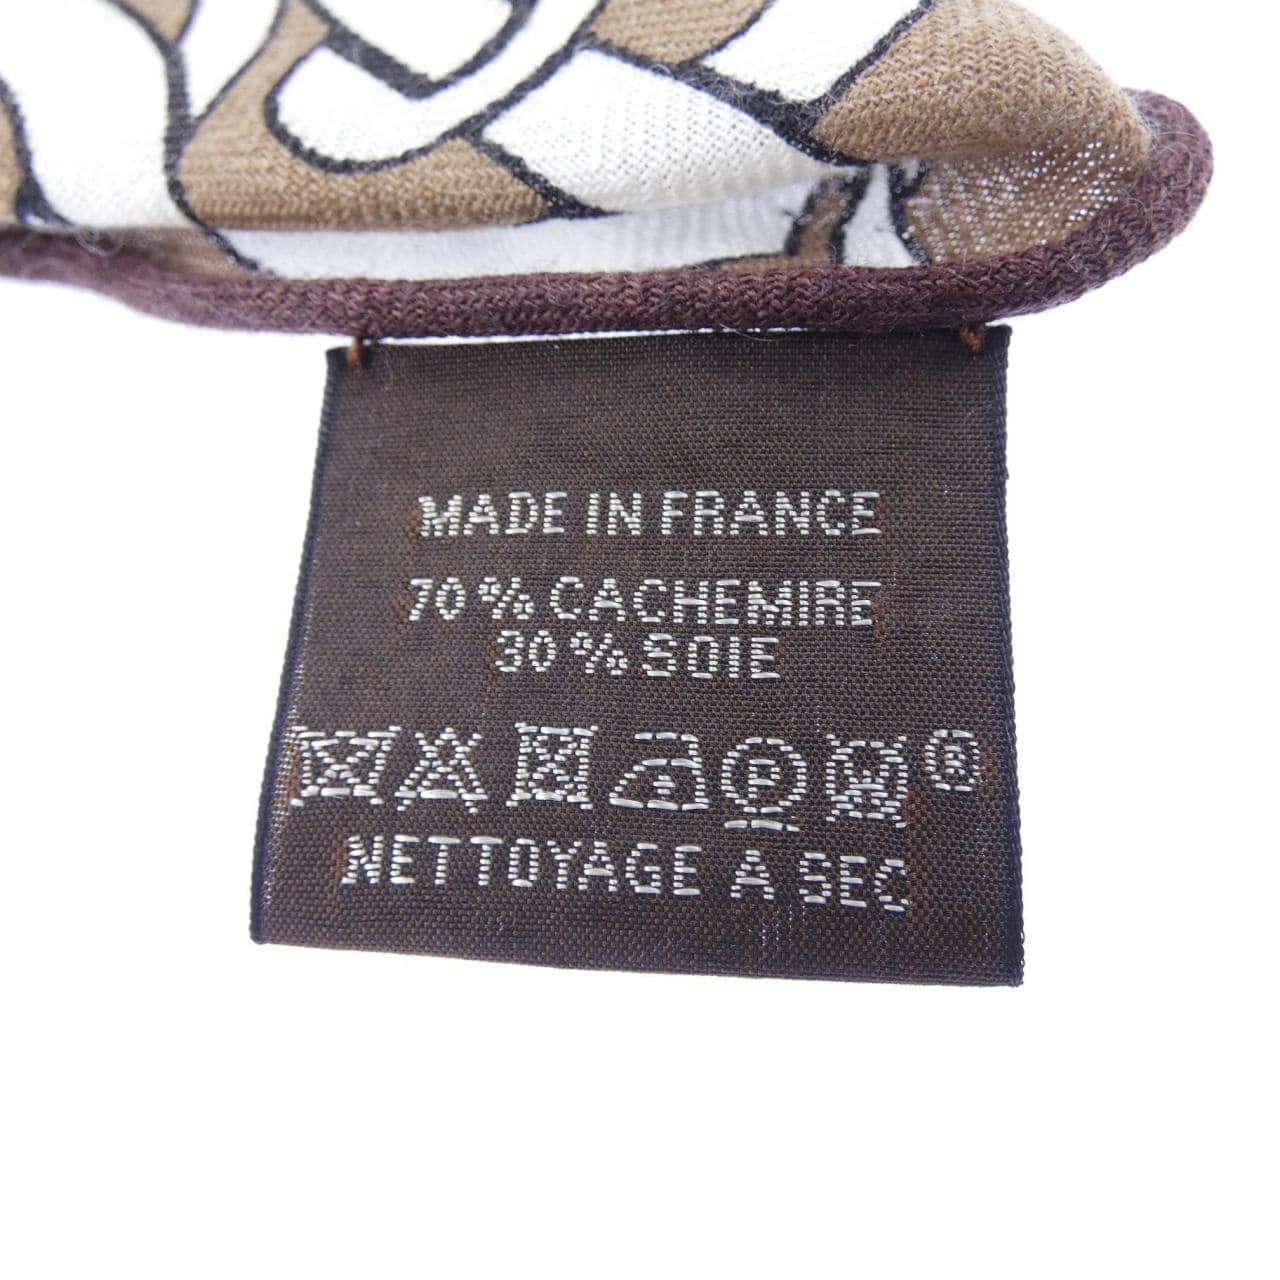 MADE IN FRANCE
70% CACHEMIRE
30% SOIE
P W ®
NETTOYAGE A SEC